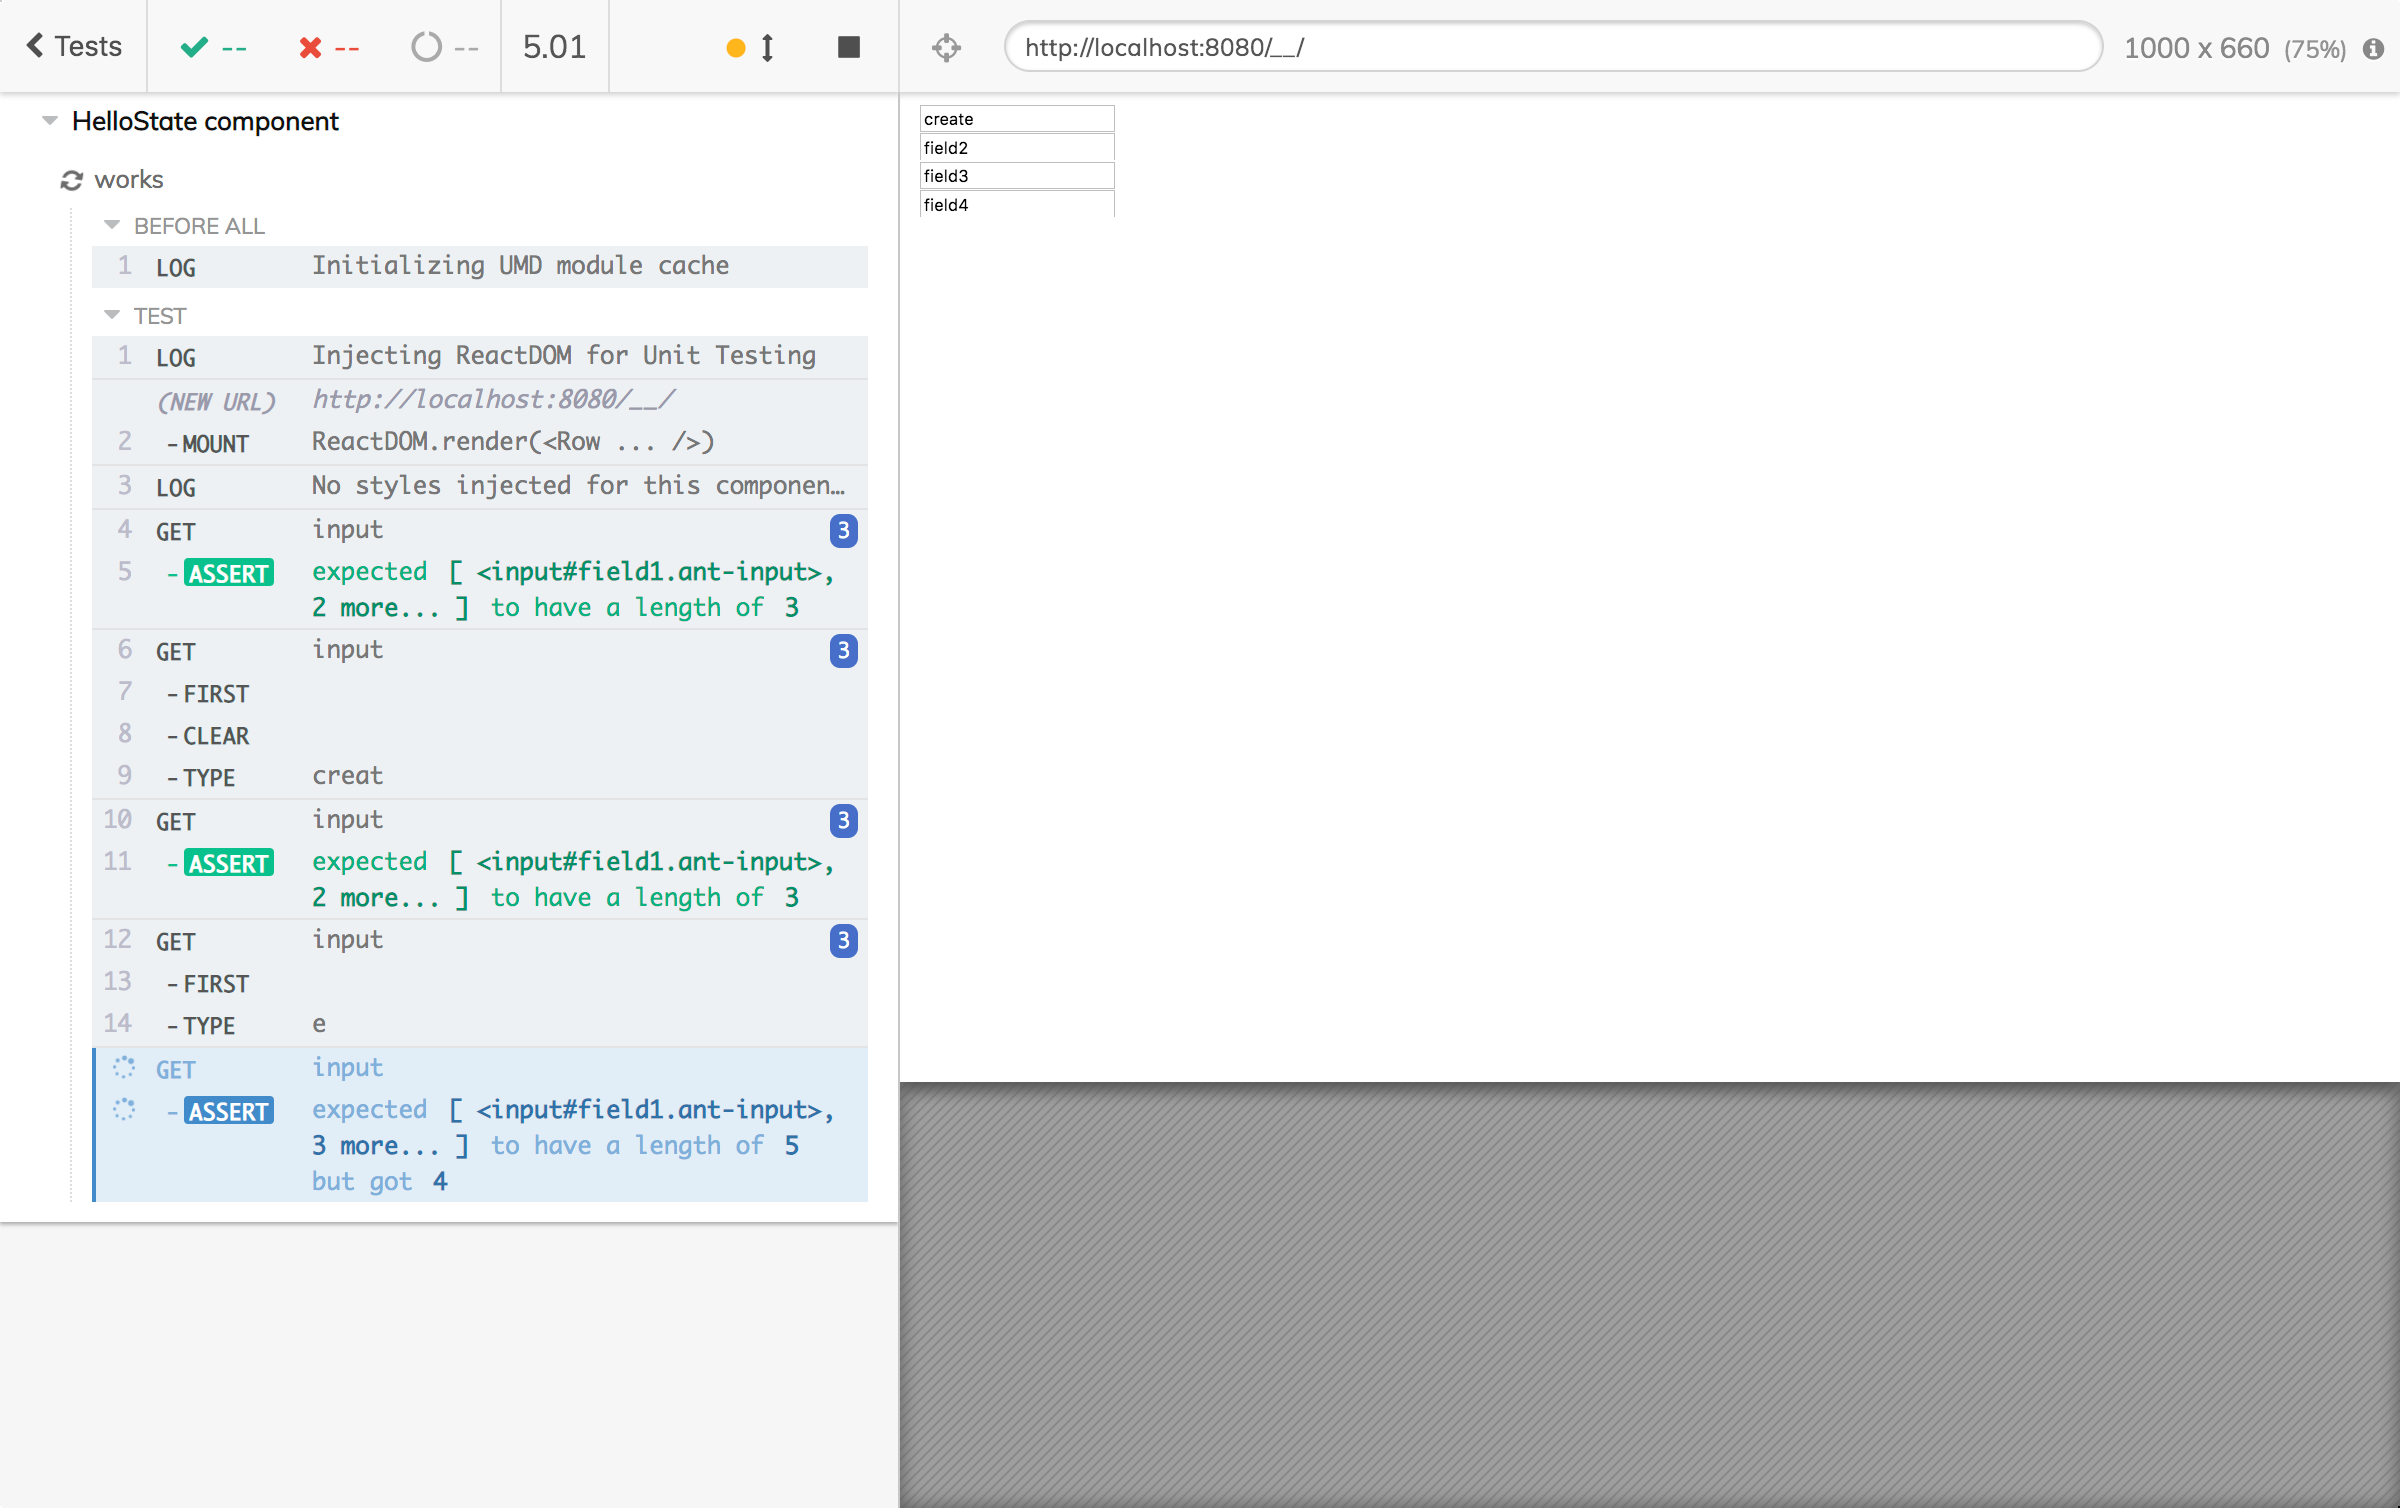 Tests -- -- -- 5.01
http://localhost:8080/__/ 1000 x 660 (75%)
HelloState component
works
BEFORE ALL
1 LOG Initializing UMD module cache
TEST
1 LOG Injecting ReactDOM for Unit Testing
(NEW URL) http://localhost:8080/__/
2 -MOUNT ReactDOM.render(<Row ... />)
3 LOG No styles injected for this componen…
4 GET input 3
5 -ASSERT expected [ <input#field1.ant-input>,
2 more... ] to have a length of 3
6 GET input 3
7 -FIRST
8 -CLEAR
9 -TYPE creat
10 GET input 3
11 -ASSERT expected [ <input#field1.ant-input>,
2 more... ] to have a length of 3
12 GET input 3
13 -FIRST
14 -TYPE e
GET input
-ASSERT expected [ <input#field1.ant-input>,
3 more... ] to have a length of 5
but got 4
create
field2
field3
field4